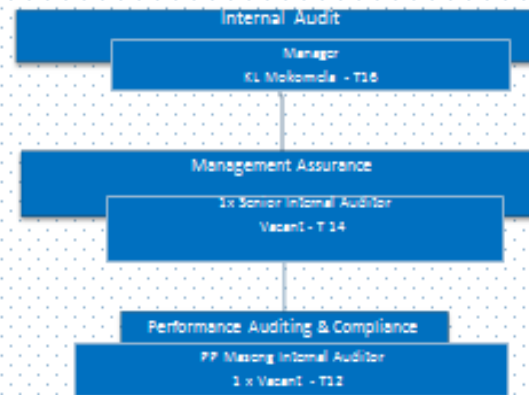 Internal Audit
Manager
KL Mokomela - T16
Management Assurance
1x Senior Internal Auditor
Vacant - T 14
Performance Auditing & Compliance
PP Masong Internal Auditor
1 x Vacant - T12